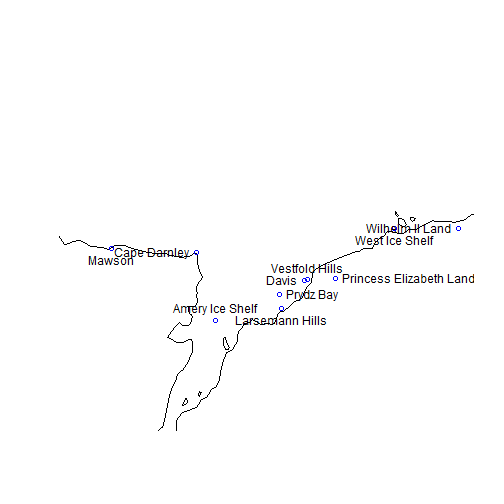 Wilhelm II Land
West Ice Shelf
Cape Darnley
Mawson
Vestfold Hills
Davis
Princess Elizabeth Land
Prydz Bay
Amery Ice Shelf
Larsemann Hills